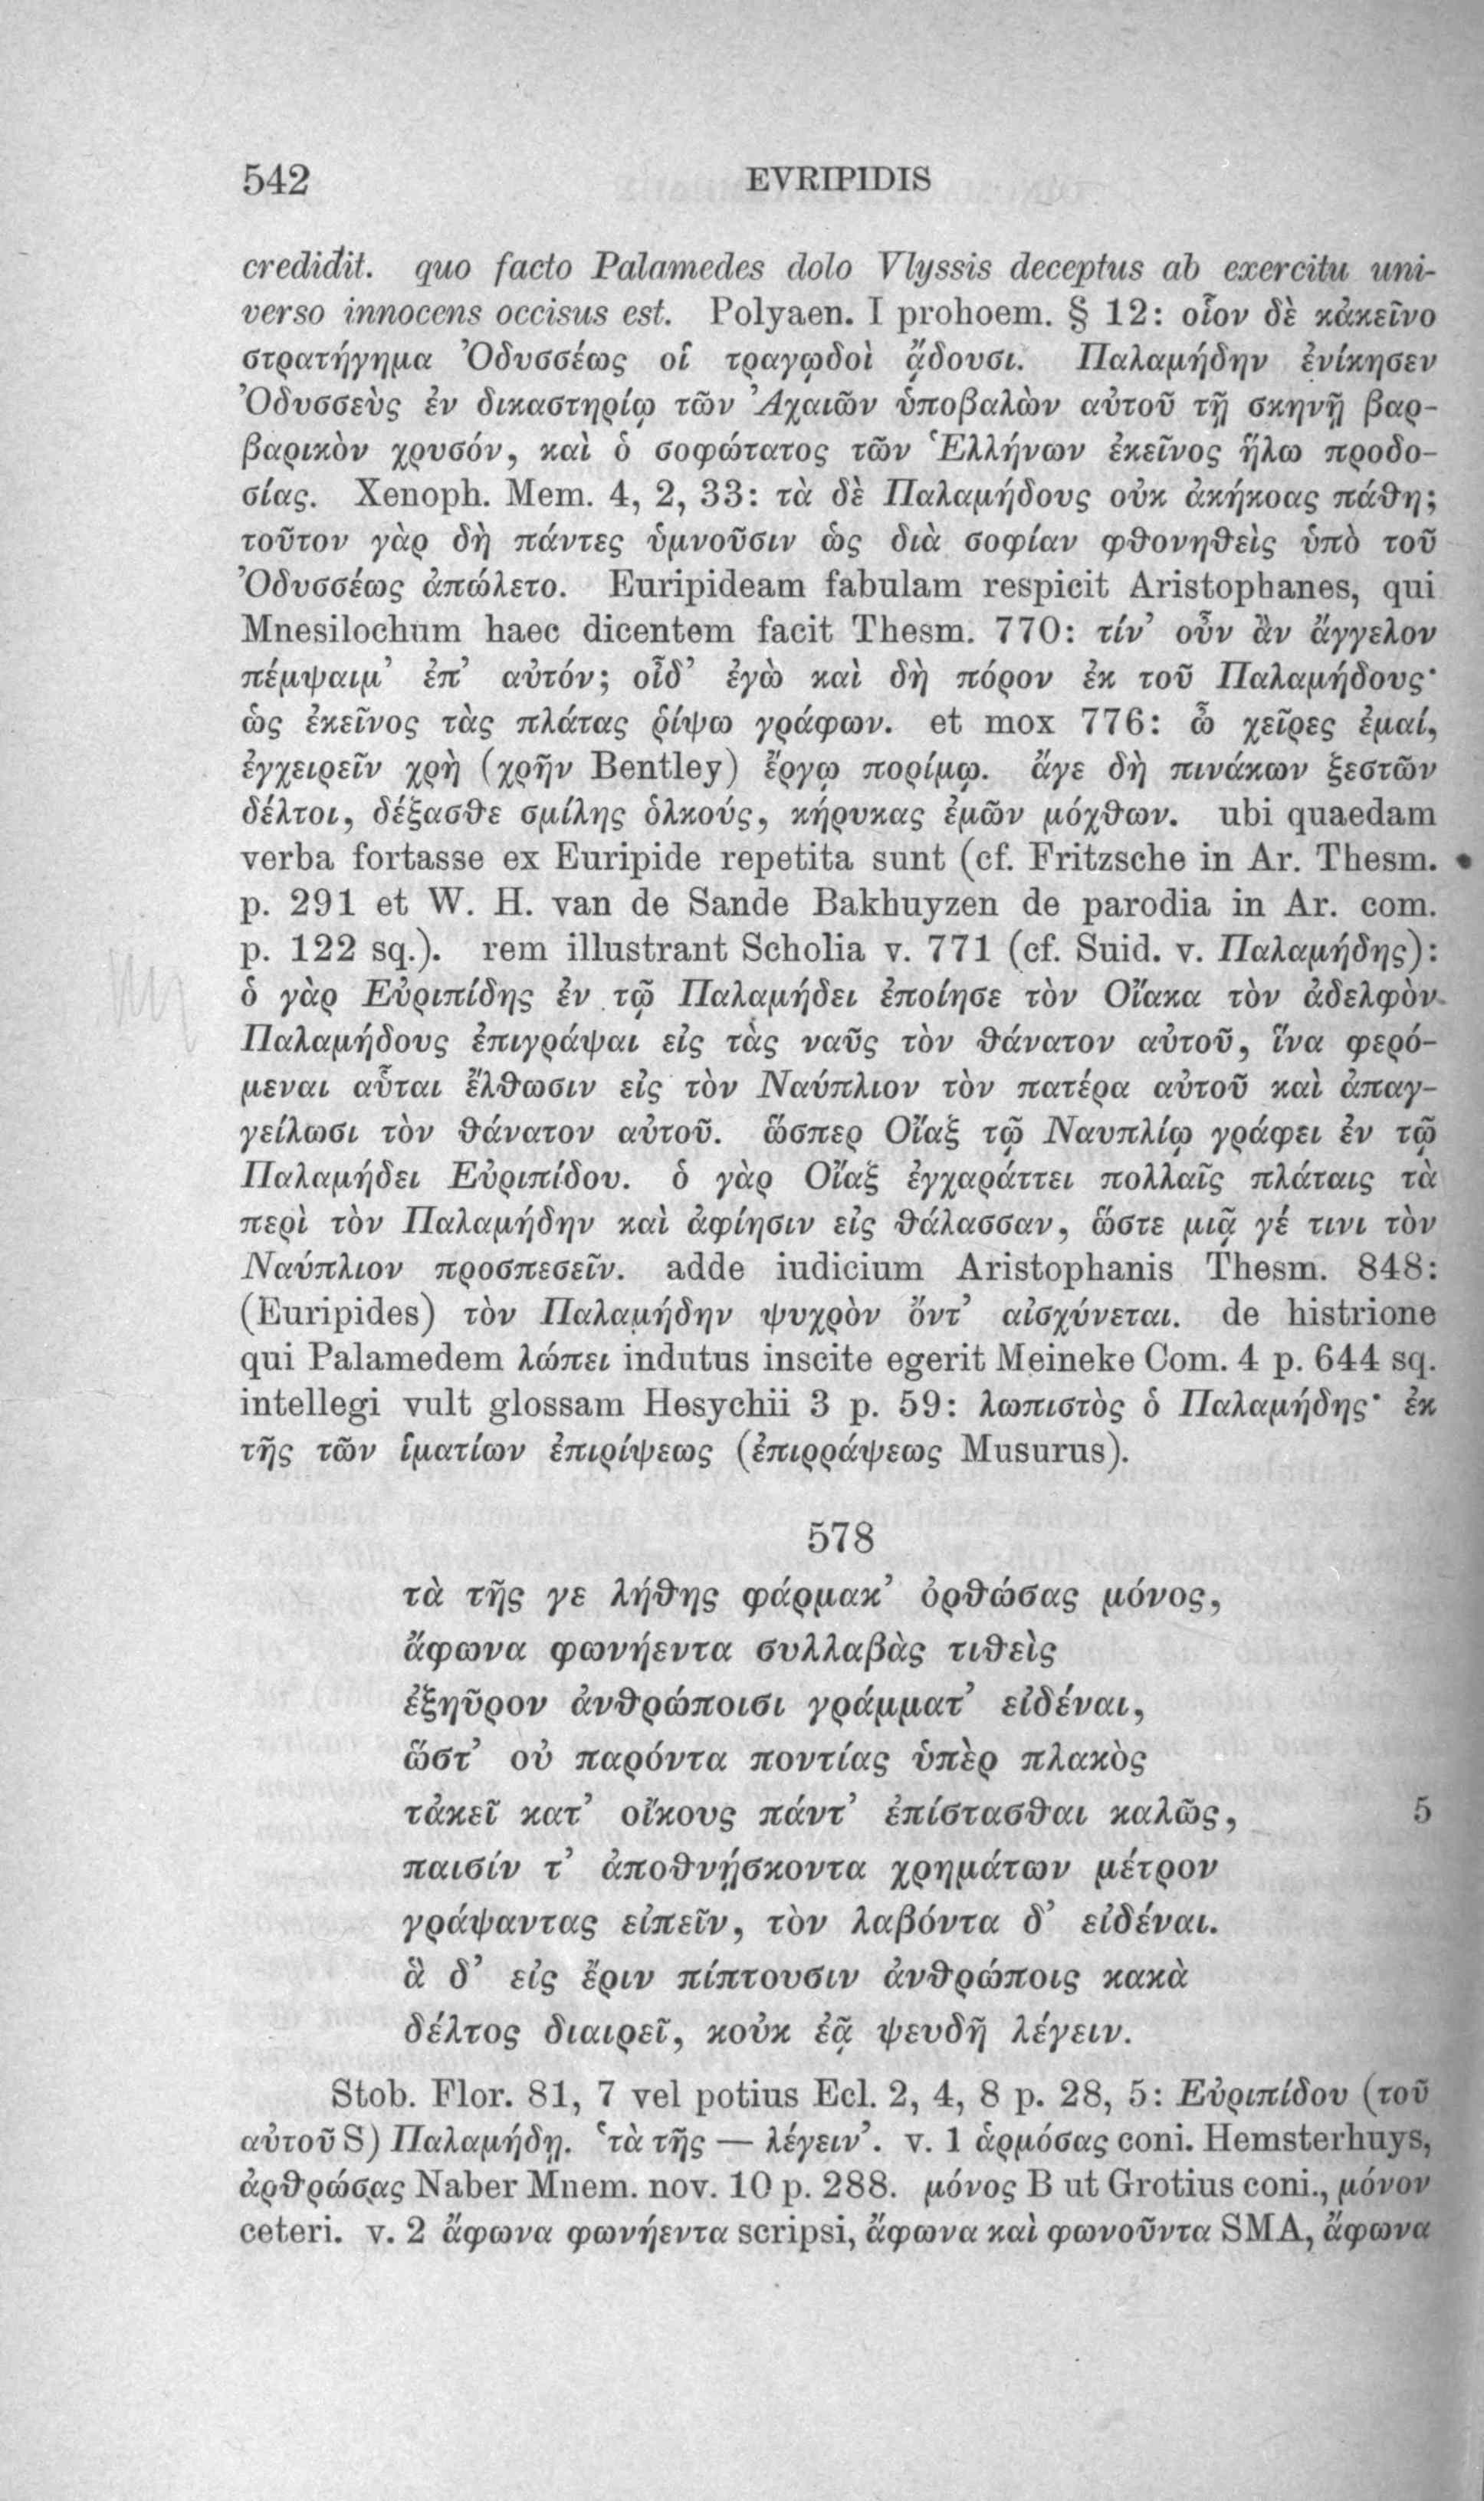 542 EVRIPIDIS
credidit. quo facto Palamedes dolo Vlyssis deceptus ab exercitu uni-
verso innocens occisus est. Polyaen. I prohoem. § 12: οἷον δὲ κἀκεῖνο
στρατήγημα Ὀδυσσέως οἱ τραγῳδοὶ ᾄδουσι. Παλαμήδην ἐνίκησεν
Ὀδυσσεὺς ἐν δικαστηρίῳ τῶν Ἀχαιῶν ὑποβαλὼν αὐτοῦ τῇ σκηνῇ βαρ-
βαρικὸν χρυσόν, καὶ ὁ σοφώτατος τῶν Ἑλλήνων ἐκεῖνος ἥλω προδο-
σίας. Xenoph. Mem. 4, 2, 33: τὰ δὲ Παλαμήδους οὐκ ἀκήκοας πάθη;
τοῦτον γὰρ δὴ πάντες ὑμνοῦσιν ὡς διὰ σοφίαν φθονηθεὶς ὑπὸ τοῦ
Ὀδυσσέως ἀπώλετο. Euripideam fabulam respicit Aristophanes, qui
Mnesilochum haec dicentem facit Thesm. 770: τίν’ οὖν ἂν ἄγγελον
πέμψαιμ’ ἐπ’ αὐτόν; οἶδ’ ἐγὼ καὶ δὴ πόρον ἐκ τοῦ Παλαμήδους·
ὡς ἐκεῖνος τὰς πλάτας ῥίψω γράφων. et mox 776: ὦ χεῖρες ἐμαί,
ἐγχειρεῖν χρὴ (χρῆν Bentley) ἔργῳ πορίμῳ. ἄγε δὴ πινάκων ξεστῶν
δέλτοι, δέξασθε σμίλης ὁλκούς, κήρυκας ἐμῶν μόχθων. ubi quaedam
verba fortasse ex Euripide repetita sunt (cf. Fritzsche in Ar. Thesm.
p. 291 et W. H. van de Sande Bakhuyzen de parodia in Ar. com.
p. 122 sq.). rem illustrant Scholia v. 771 (cf. Suid. v. Παλαμήδης):
ὁ γὰρ Εὐριπίδης ἐν τῷ Παλαμήδει ἐποίησε τὸν Οἴακα τὸν ἀδελφὸν
Παλαμήδους ἐπιγράψαι εἰς τὰς ναῦς τὸν θάνατον αὐτοῦ, ἵνα φερό-
μεναι αὗται ἔλθωσιν εἰς τὸν Ναύπλιον τὸν πατέρα αὐτοῦ καὶ ἀπαγ-
γείλωσι τὸν θάνατον αὐτοῦ. ὥσπερ Οἴαξ τῷ Ναυπλίῳ γράφει ἐν τῷ
Παλαμήδει Εὐριπίδου. ὁ γὰρ Οἴαξ ἐγχαράττει πολλαῖς πλάταις τὰ
περὶ τὸν Παλαμήδην καὶ ἀφίησιν εἰς θάλασσαν, ὥστε μιᾷ γέ τινι τὸν
Ναύπλιον προσπεσεῖν. adde iudicium Aristophanis Thesm. 848:
(Euripides) τὸν Παλαμήδην ψυχρὸν ὄντ’ αἰσχύνεται. de histrione
qui Palamedem λώπει indutus inscite egerit Meineke Com. 4 p. 644 sq.
intellegi vult glossam Hesychii 3 p. 59: λωπιστὸς ὁ Παλαμήδης· ἐκ
τῆς τῶν ἱματίων ἐπιρίψεως (ἐπιρράψεως Musurus).
578
τὰ τῆς γε λήθης φάρμακ’ ὀρθώσας μόνος,
ἄφωνα φωνήεντα συλλαβὰς τιθεὶς
ἐξηῦρον ἀνθρώποισι γράμματ’ εἰδέναι,
ὥστ’ οὐ παρόντα ποντίας ὑπὲρ πλακὸς
τἀκεῖ κατ’ οἴκους πάντ’ ἐπίστασθαι καλῶς, 5
παισίν τ’ ἀποθνῄσκοντα χρημάτων μέτρον
γράψαντας εἰπεῖν, τὸν λαβόντα δ’ εἰδέναι.
ἃ δ’ εἰς ἔριν πίπτουσιν ἀνθρώποις κακὰ
δέλτος διαιρεῖ, κοὐκ ἐᾷ ψευδῆ λέγειν.
Stob. Flor. 81, 7 vel potius Ecl. 2, 4, 8 p. 28, 5: Εὐριπίδου (τοῦ
αὐτοῦ S) Παλαμήδῃ. ‘τὰ τῆς — λέγειν’. v. 1 ἁρμόσας coni. Hemsterhuys,
ἀρθρώσας Naber Mnem. nov. 10 p. 288. μόνος B ut Grotius coni., μόνον
ceteri. v. 2 ἄφωνα φωνήεντα scripsi, ἄφωνα καὶ φωνοῦντα SMA, ἄφωνα